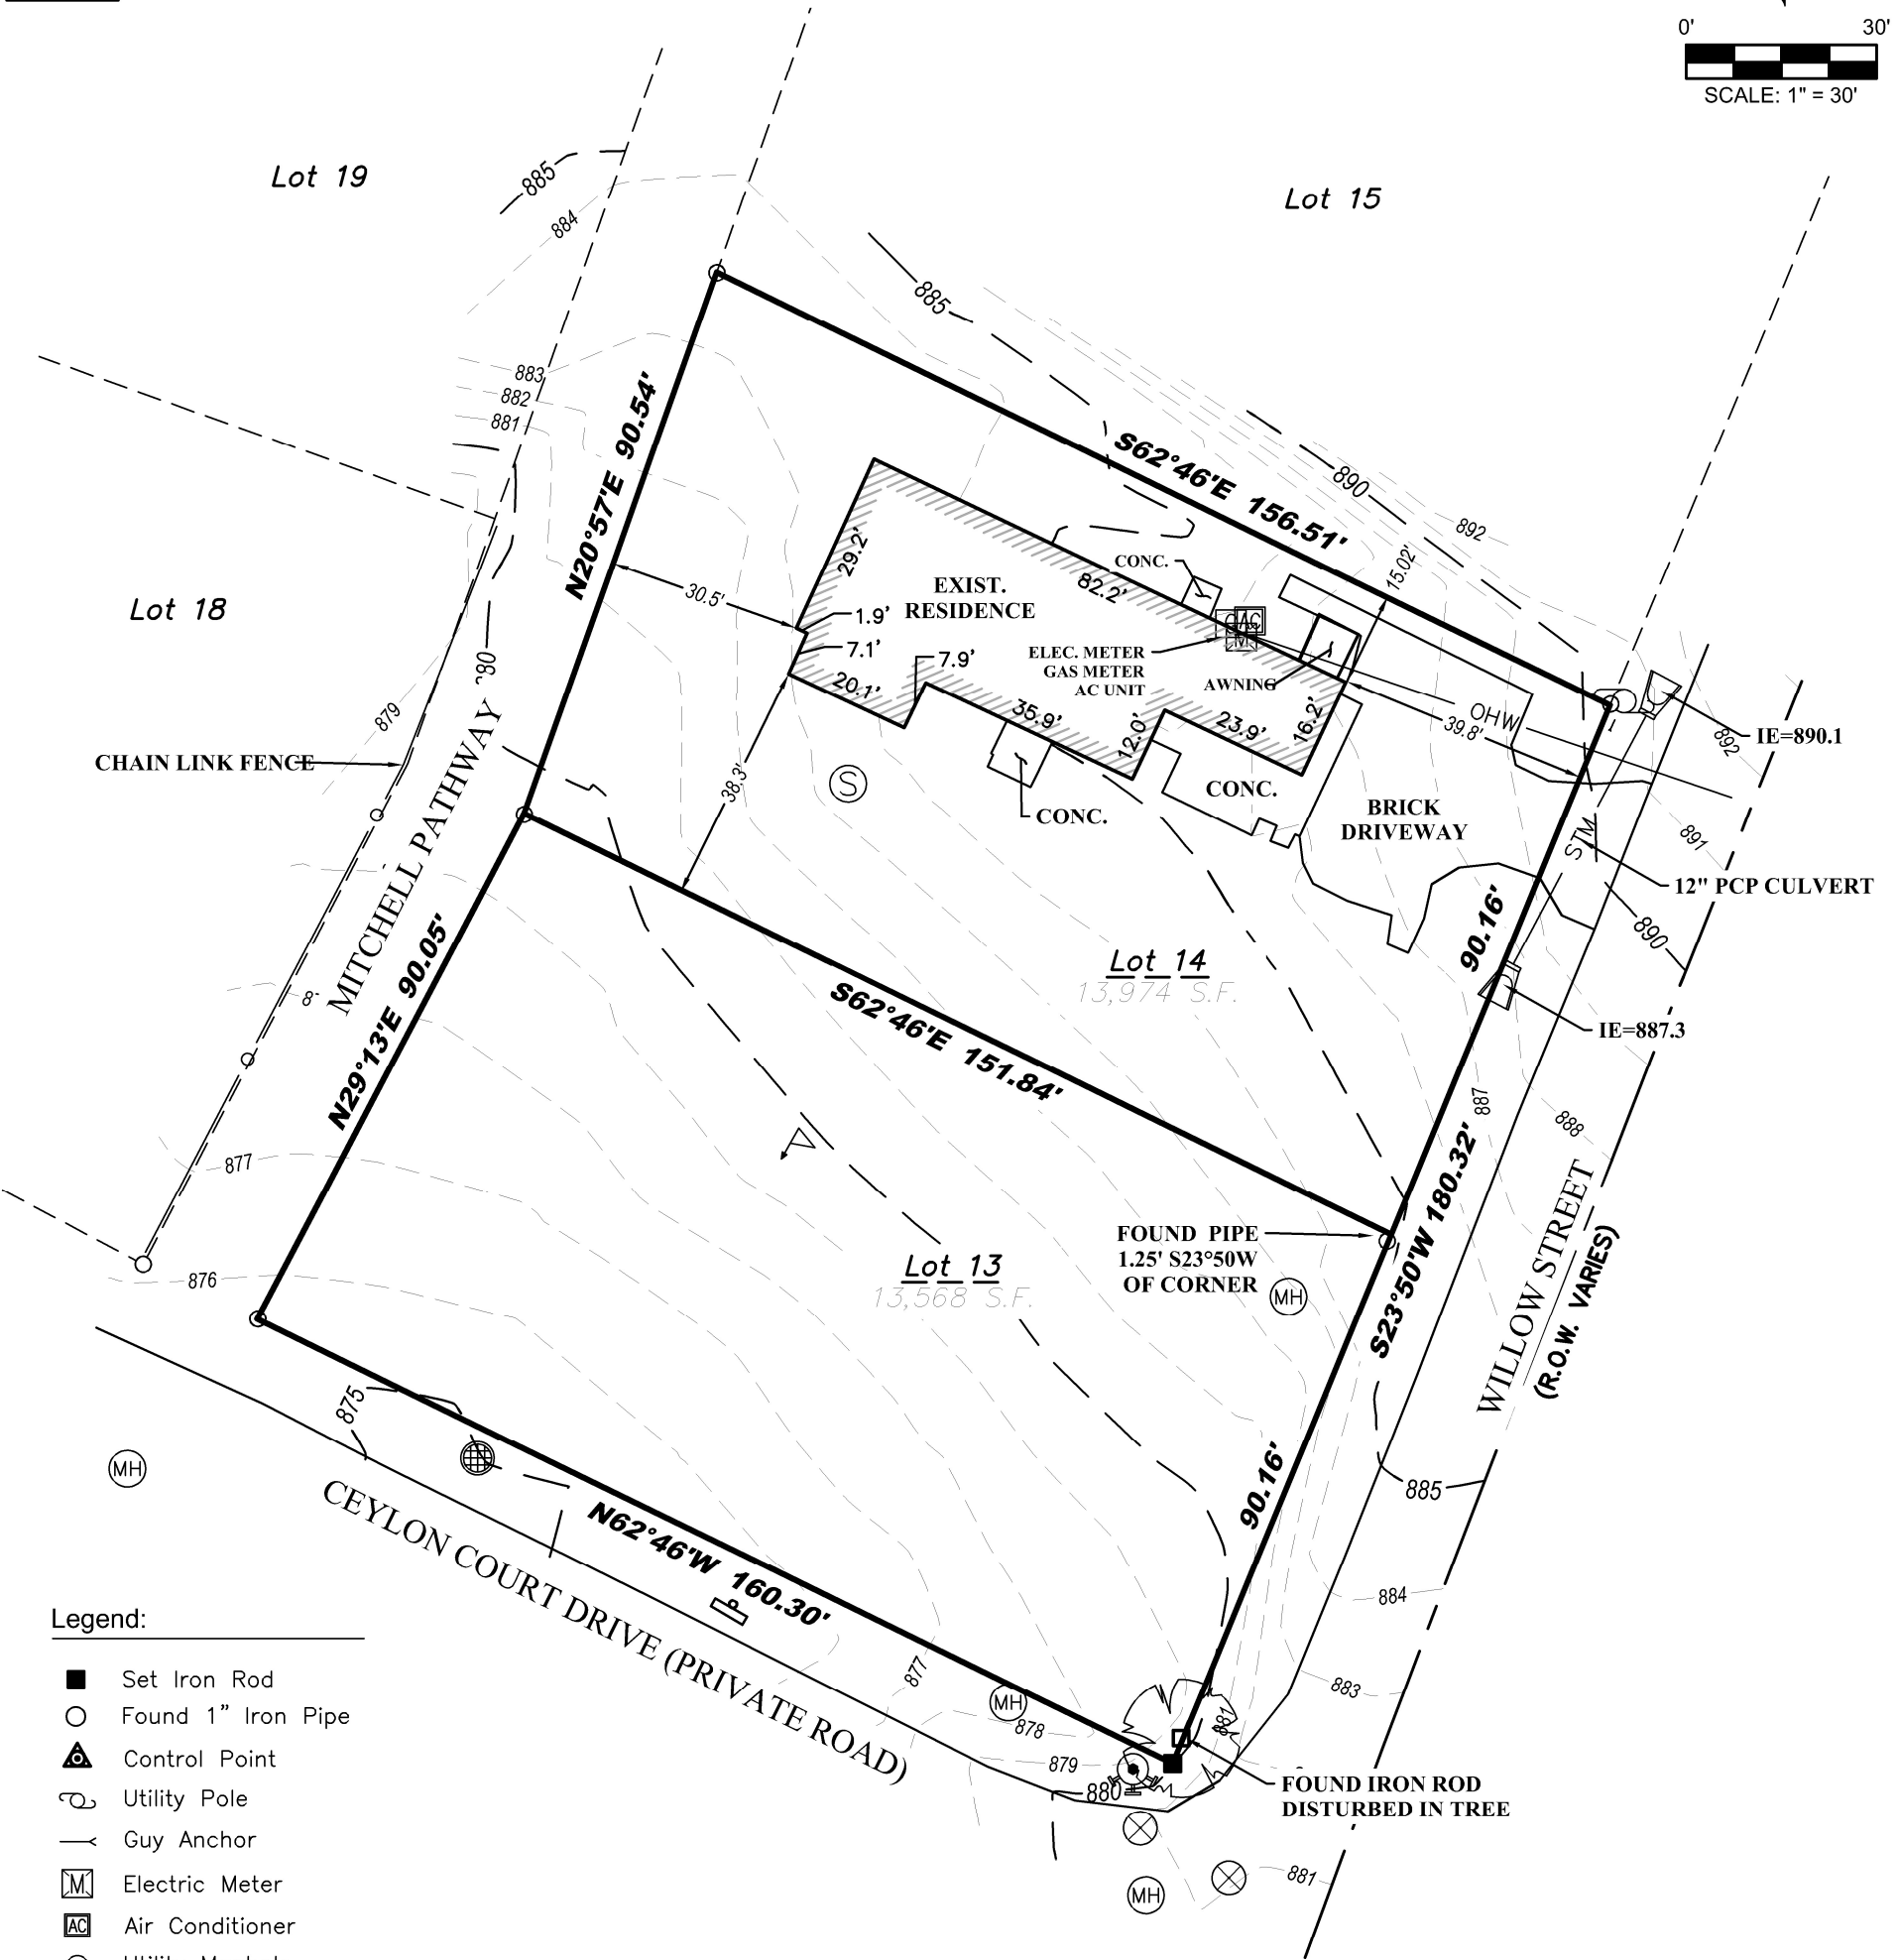 0' 30'
SCALE: 1" = 30'
Lot 19
Lot 15
885
884
885
883
882
881
N20°57'E 90.54'
S62°46'E 156.51'
890
892
15.02'
29.2'
82.2'
CONC.
EXIST.
RESIDENCE
30.5'
1.9'
7.1'
7.9'
20.1'
ELEC. METER
GAS METER
AC UNIT
AC
M
AWNING
35.9'
12.0'
23.9'
16.2'
OHW
39.8'
Lot 18
879
892
IE=890.1
CHAIN LINK FENCE
38.3'
S
CONC.
CONC.
BRICK
DRIVEWAY
STM
891
12" PCP CULVERT
890
MITCHELL PATHWAY
90.16'
Lot 14
13,974 S.F.
S62°46'E 151.84'
IE=887.3
N29°13'E 90.05'
887
888
877
FOUND PIPE
1.25' S23°50W
OF CORNER
S23°50'W 180.32'
WILLOW STREET
(R.O.W. VARIES)
876
Lot 13
13,568 S.F.
MH
875
MH
885
90.16'
N62°46'W 160.30'
CEYLON COURT DRIVE (PRIVATE ROAD)
884
877
883
MH
878
881
879
880
FOUND IRON ROD
DISTURBED IN TREE
881
MH
Legend:
Set Iron Rod
Found 1" Iron Pipe
Control Point
Utility Pole
Guy Anchor
M Electric Meter
AC Air Conditioner